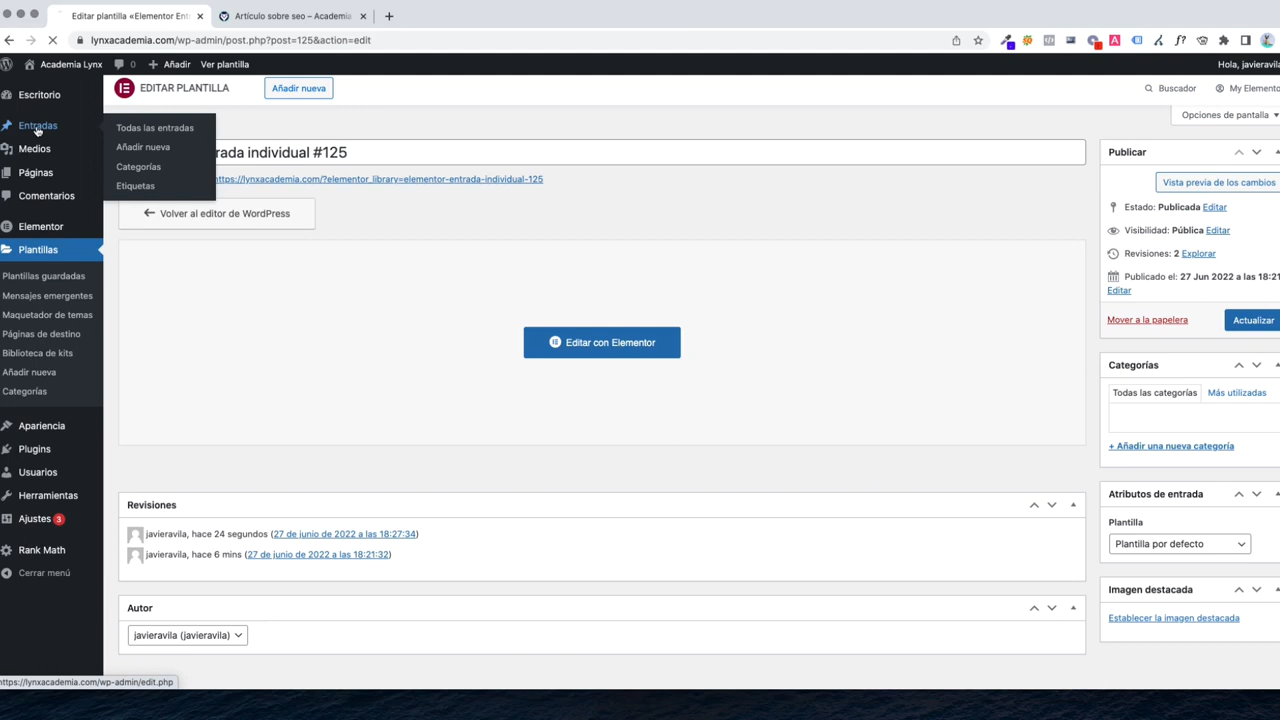 Editar plantilla «Elementor Ent
Artículo sobre seo – Academia
lynxacademia.com/wp-admin/post.php?post=125&action=edit
Academia Lynx
0
Añadir
Ver plantilla
Hola, javieravila
Escritorio
Entradas
Medios
Páginas
Comentarios
Elementor
Plantillas
Plantillas guardadas
Mensajes emergentes
Maquetador de temas
Páginas de destino
Biblioteca de kits
Añadir nueva
Categorías
Apariencia
Plugins
Usuarios
Herramientas
Ajustes 3
Rank Math
Cerrar menú
Todas las entradas
Añadir nueva
Categorías
Etiquetas
EDITAR PLANTILLA
Añadir nueva
Buscador
My Elemento
Opciones de pantalla
rada individual #125
https://lynxacademia.com/?elementor_library=elementor-entrada-individual-125
Volver al editor de WordPress
Editar con Elementor
Revisiones
javieravila, hace 24 segundos (27 de junio de 2022 a las 18:27:34)
javieravila, hace 6 mins (27 de junio de 2022 a las 18:21:32)
Autor
javieravila (javieravila)
Publicar
Vista previa de los cambios
Estado: Publicada Editar
Visibilidad: Pública Editar
Revisiones: 2 Explorar
Publicado el: 27 Jun 2022 a las 18:21
Editar
Mover a la papelera
Actualizar
Categorías
Todas las categorías
Más utilizadas
+ Añadir una nueva categoría
Atributos de entrada
Plantilla
Plantilla por defecto
Imagen destacada
Establecer la imagen destacada
https://lynxacademia.com/wp-admin/edit.php